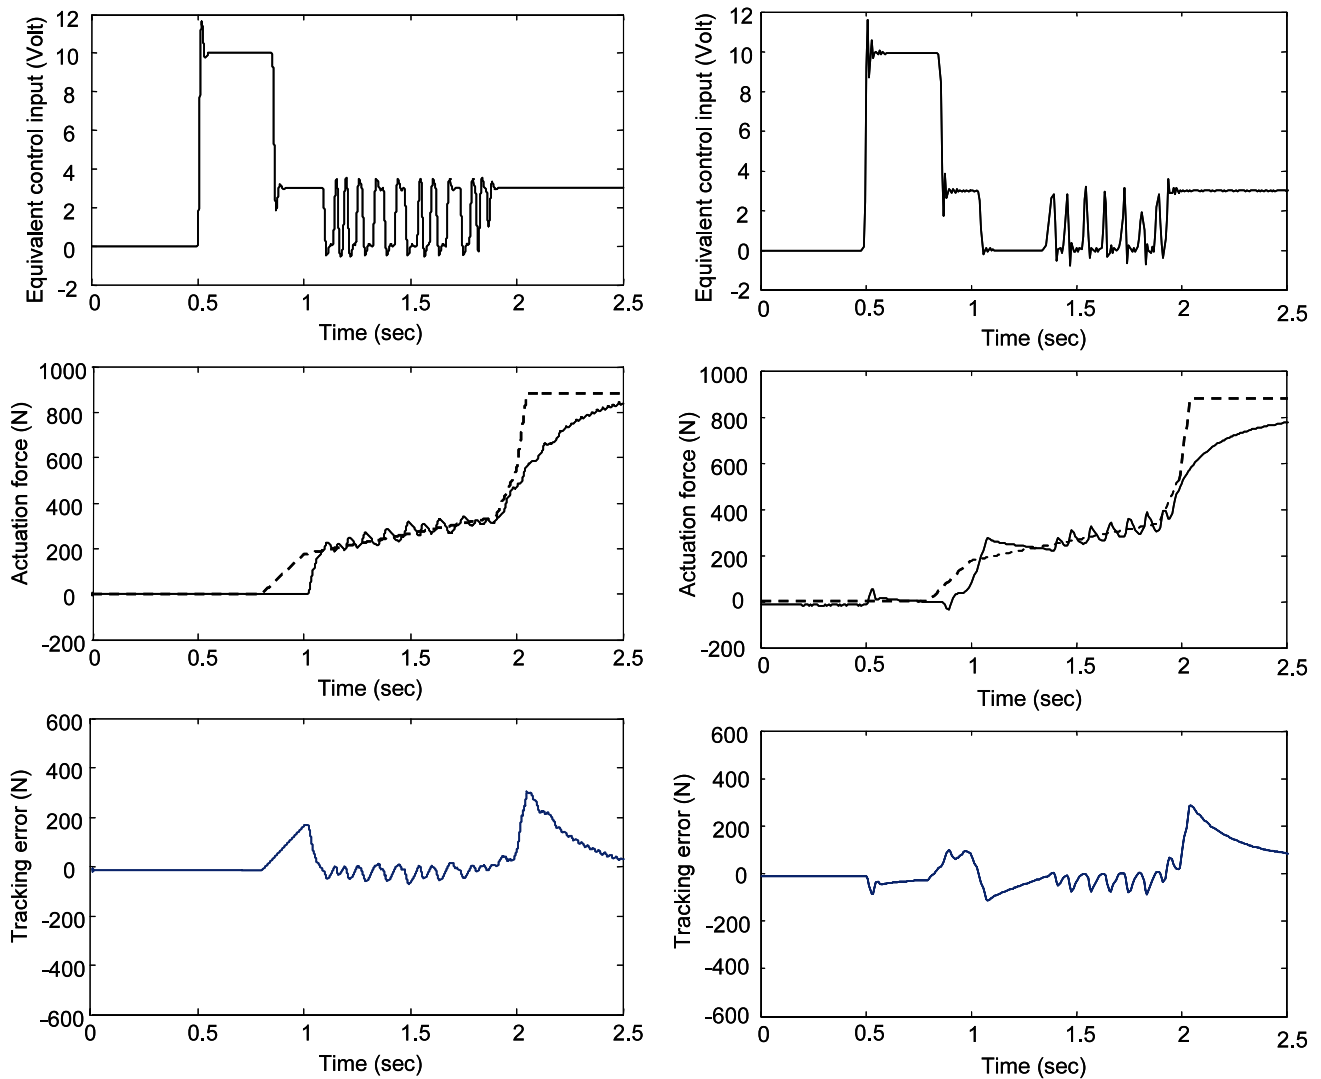 Equivalent control input (Volt)
12
10
8
6
4
2
0
-2
0 0.5 1 1.5 2 2.5
Time (sec)
Equivalent control input (Volt)
12
10
8
6
4
2
0
-2
0 0.5 1 1.5 2 2.5
Time (sec)
Actuation force (N)
1000
800
600
400
200
0
-200
0 0.5 1 1.5 2 2.5
Time (sec)
Actuation force (N)
1000
800
600
400
200
0
-200
0 0.5 1 1.5 2 2.5
Time (sec)
Tracking error (N)
600
400
200
0
-200
-400
-600
0 0.5 1 1.5 2 2.5
Time (sec)
Tracking error (N)
600
400
200
0
-200
-400
-600
0 0.5 1 1.5 2 2.5
Time (sec)